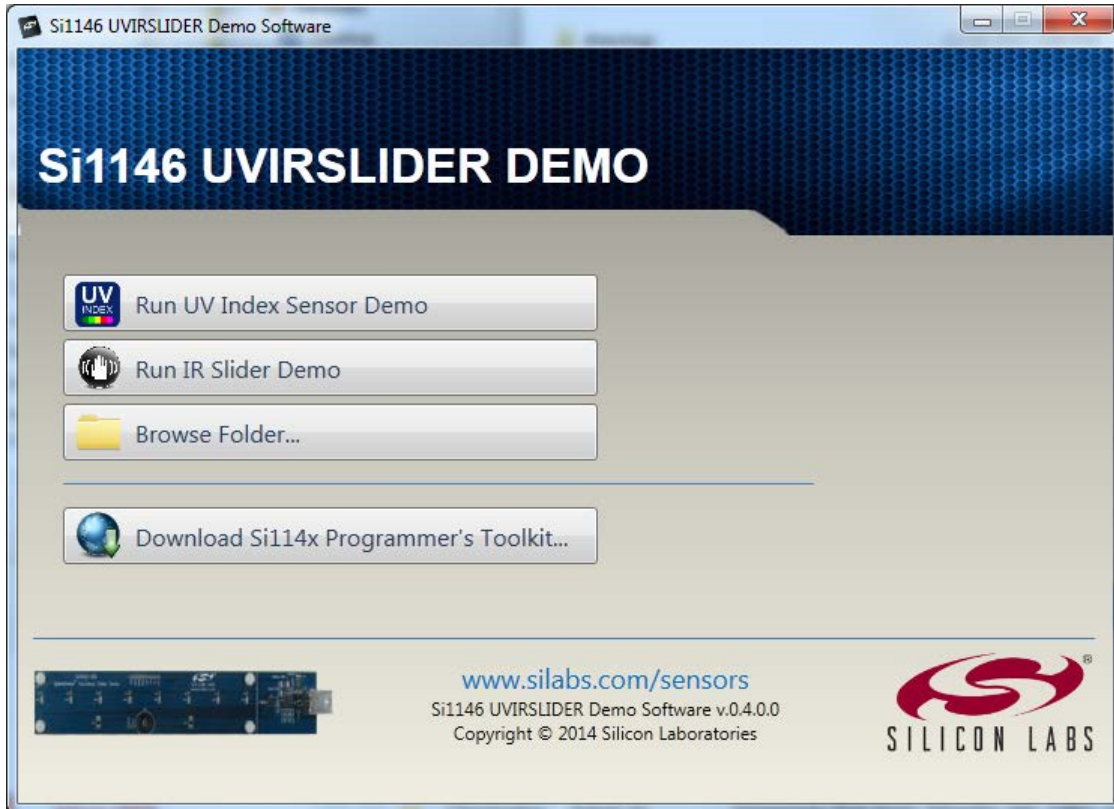 Si1146 UVIRSLIDER Demo Software
Si1146 UVIRSLIDER DEMO
UV INDEX
Run UV Index Sensor Demo
Run IR Slider Demo
Browse Folder...
Download Si114x Programmer's Toolkit...
www.silabs.com/sensors
Si1146 UVIRSLIDER Demo Software v.0.4.0.0
Copyright © 2014 Silicon Laboratories
®
SILICON LABS